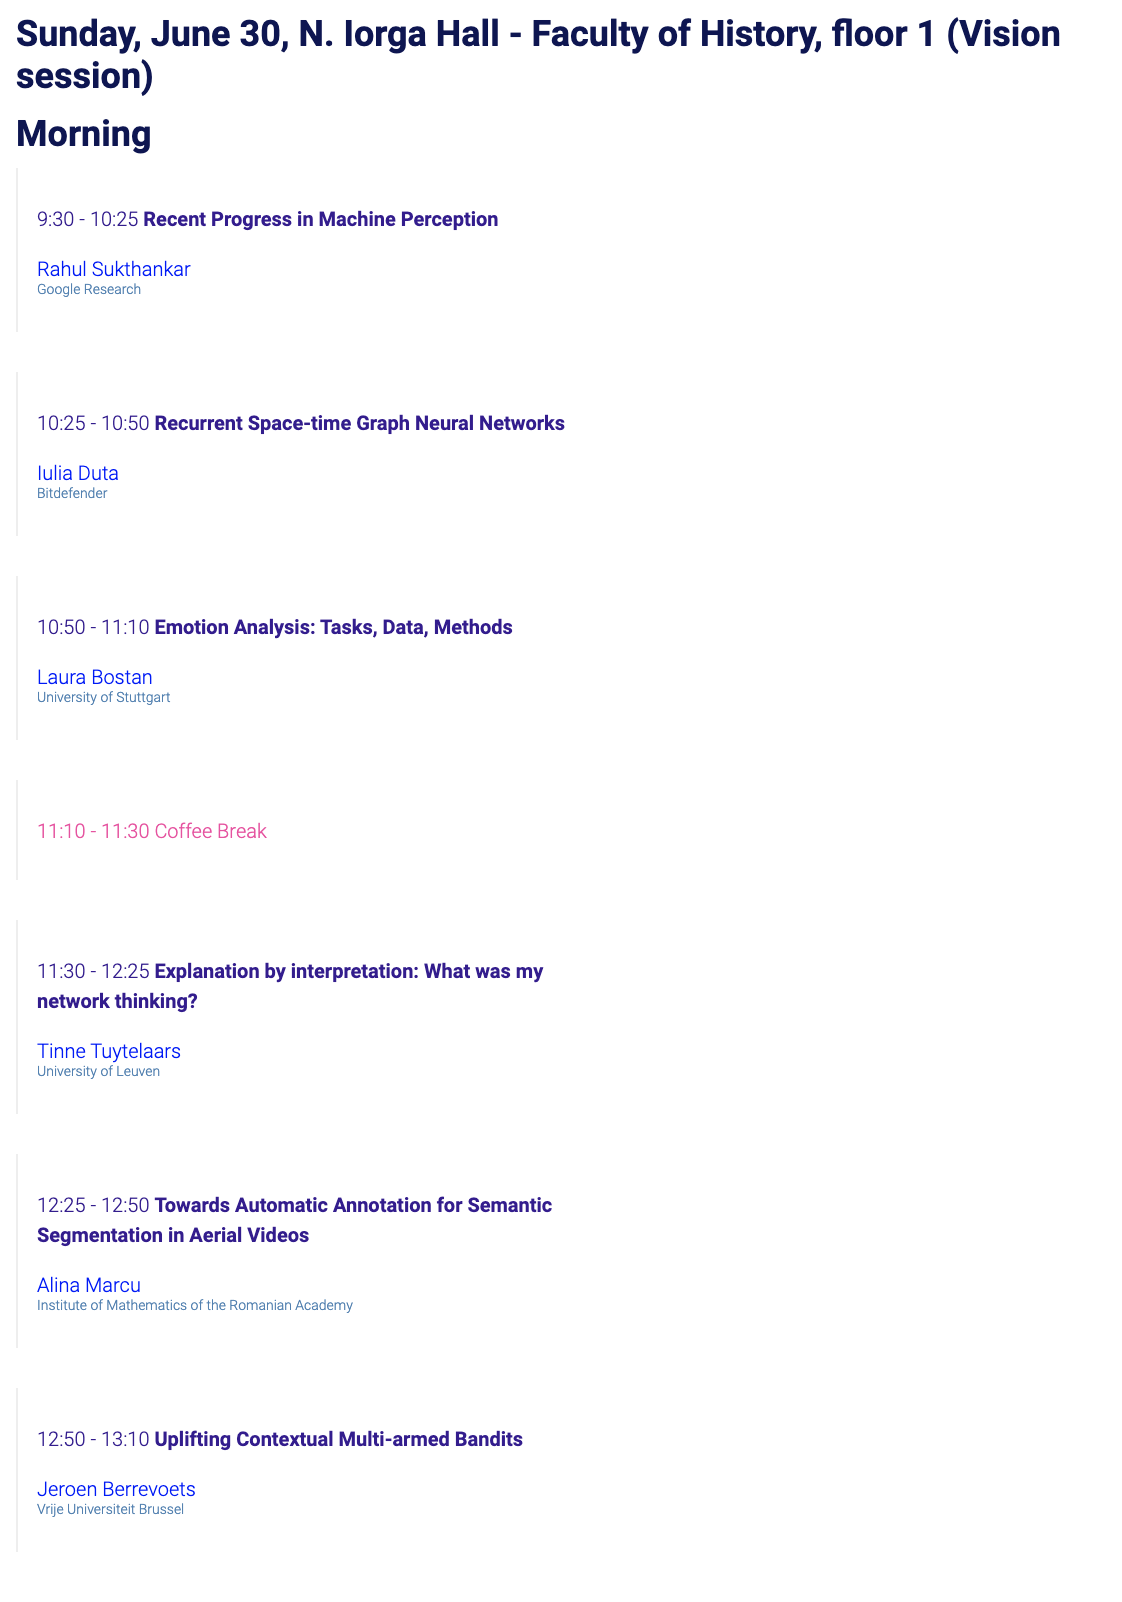 Sunday, June 30, N. Iorga Hall - Faculty of History, floor 1 (Vision
session)
Morning
9:30 - 10:25 Recent Progress in Machine Perception
Rahul Sukthankar
Google Research
10:25 - 10:50 Recurrent Space-time Graph Neural Networks
Iulia Duta
Bitdefender
10:50 - 11:10 Emotion Analysis: Tasks, Data, Methods
Laura Bostan
University of Stuttgart
11:10 - 11:30 Coffee Break
11:30 - 12:25 Explanation by interpretation: What was my
network thinking?
Tinne Tuytelaars
University of Leuven
12:25 - 12:50 Towards Automatic Annotation for Semantic
Segmentation in Aerial Videos
Alina Marcu
Institute of Mathematics of the Romanian Academy
12:50 - 13:10 Uplifting Contextual Multi-armed Bandits
Jeroen Berrevoets
Vrije Universiteit Brussel